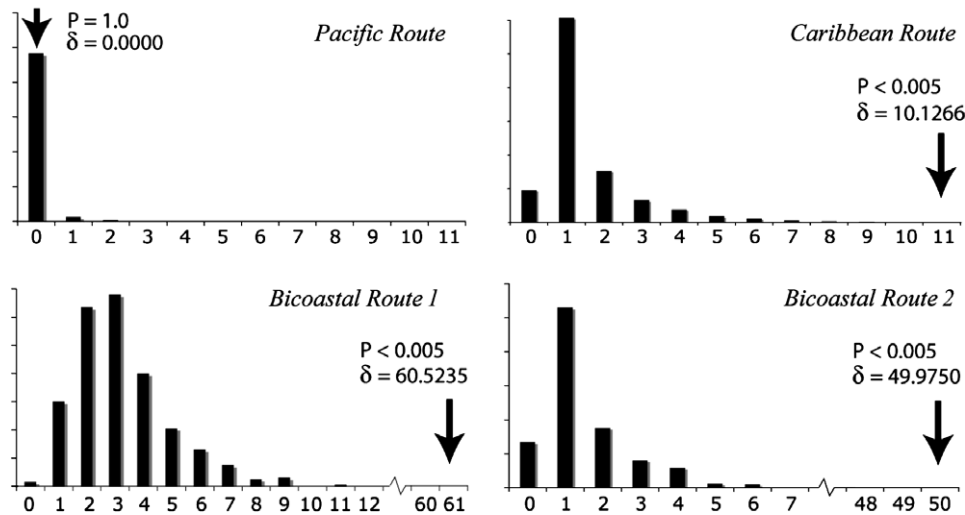 P = 1.0
δ = 0.0000
Pacific Route
0 1 2 3 4 5 6 7 8 9 10 11
Caribbean Route
P < 0.005
δ = 10.1266
0 1 2 3 4 5 6 7 8 9 10 11
Bicoastal Route 1
P < 0.005
δ = 60.5235
0 1 2 3 4 5 6 7 8 9 10 11 12 60 61
Bicoastal Route 2
P < 0.005
δ = 49.9750
0 1 2 3 4 5 6 7 48 49 50